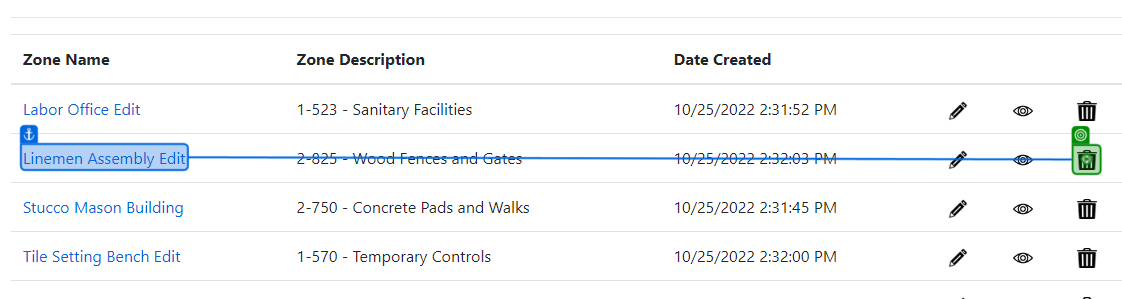 Zone Name Zone Description Date Created
Labor Office Edit 1-523 - Sanitary Facilities 10/25/2022 2:31:52 PM
Linemen Assembly Edit 2-825 - Wood Fences and Gates 10/25/2022 2:32:03 PM
Stucco Mason Building 2-750 - Concrete Pads and Walks 10/25/2022 2:31:45 PM
Tile Setting Bench Edit 1-570 - Temporary Controls 10/25/2022 2:32:00 PM